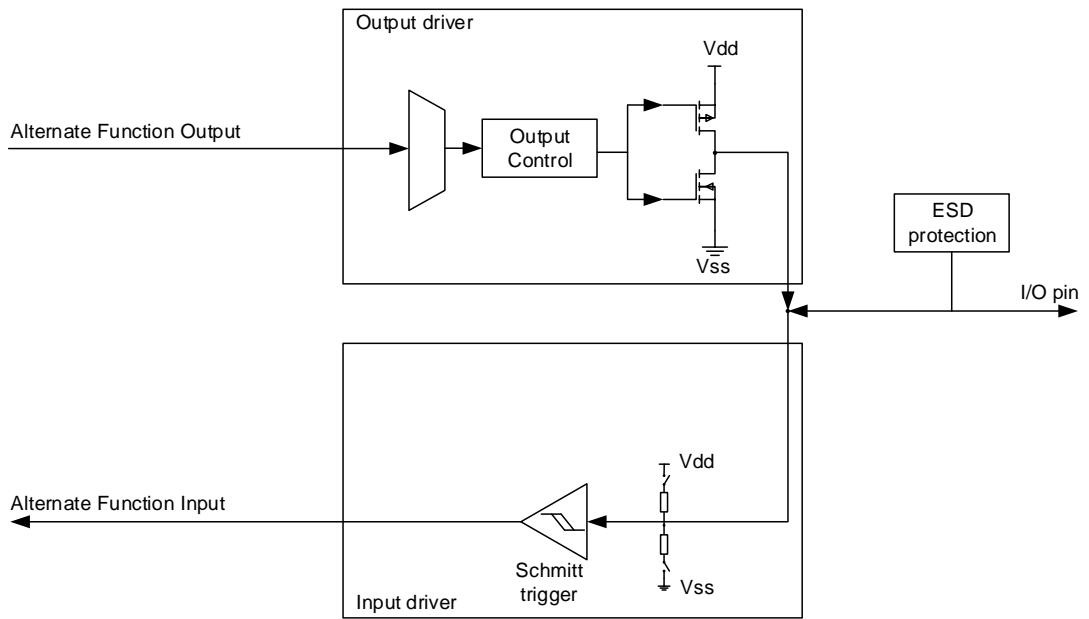 Output driver
Vdd
Alternate Function Output
Output
Control
ESD
protection
Vss
I/O pin
Vdd
Alternate Function Input
Schmitt
trigger
Vss
Input driver